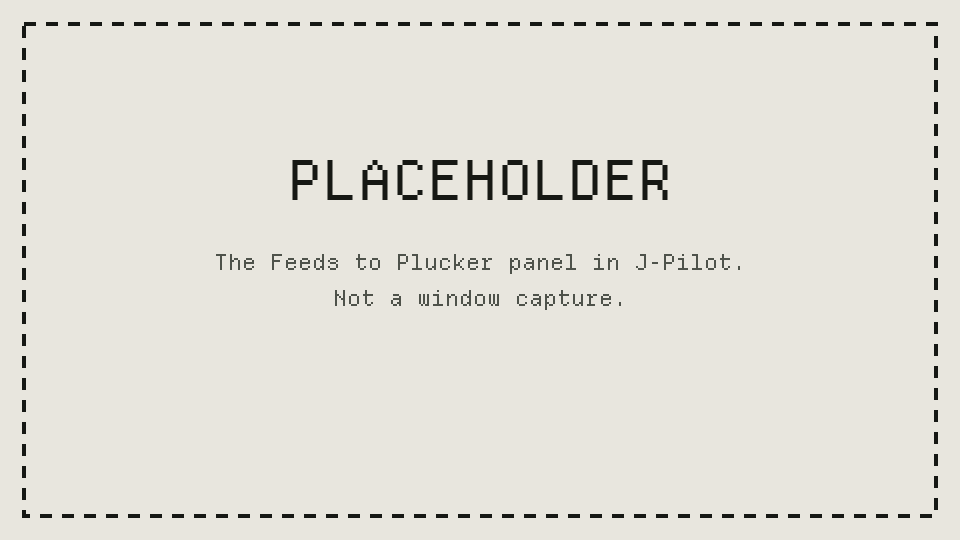 PLACEHOLDER
The Feeds to Plucker panel in J-Pilot.
Not a window capture.